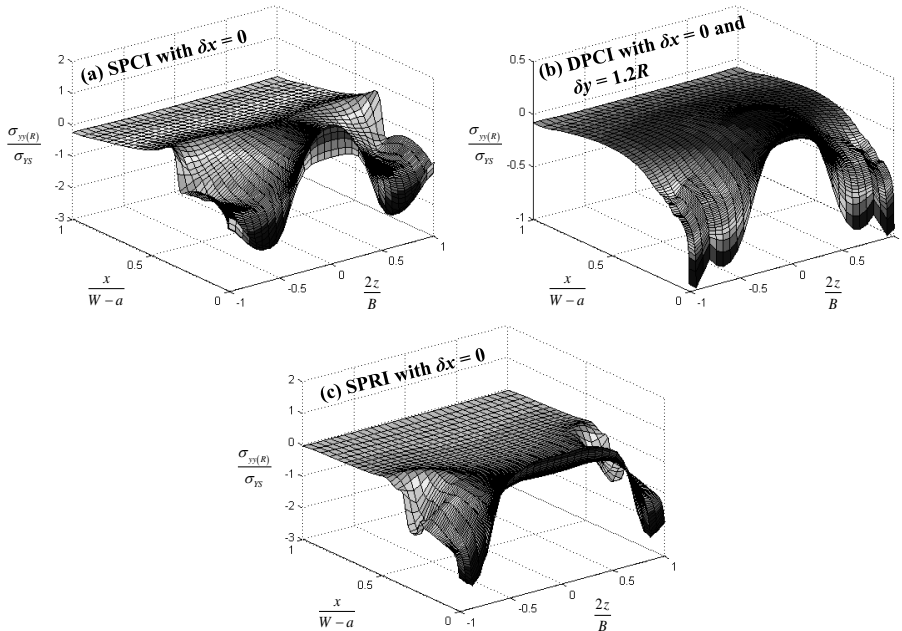 (a) SPCI with δx = 0
2
1
0
-1
-2
-3
σyy(R)
σYS
1
0.5
0
x
W – a
-1
-0.5
0
0.5
1
2z
B
(b) DPCI with δx = 0 and
δy = 1.2R
0.5
0
-0.5
-1
σyy(R)
σYS
1
0.5
0
x
W – a
-1
-0.5
0
0.5
1
2z
B
(c) SPRI with δx = 0
2
1
0
-1
-2
-3
σyy(R)
σYS
1
0.5
0
x
W – a
-1
-0.5
0
0.5
1
2z
B